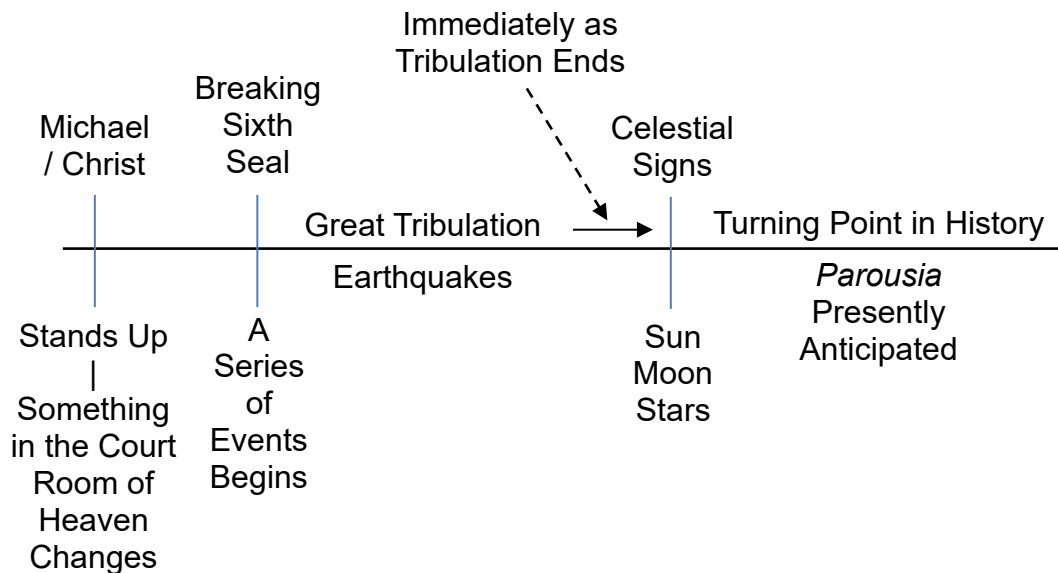 Immediately as
Tribulation Ends
Breaking
Sixth
Seal
Michael
/ Christ
Celestial
Signs
Great Tribulation
Turning Point in History
Earthquakes
Parousia
Presently
Anticipated
Stands Up
|
Something
in the Court
Room of
Heaven
Changes
A
Series
of
Events
Begins
Sun
Moon
Stars